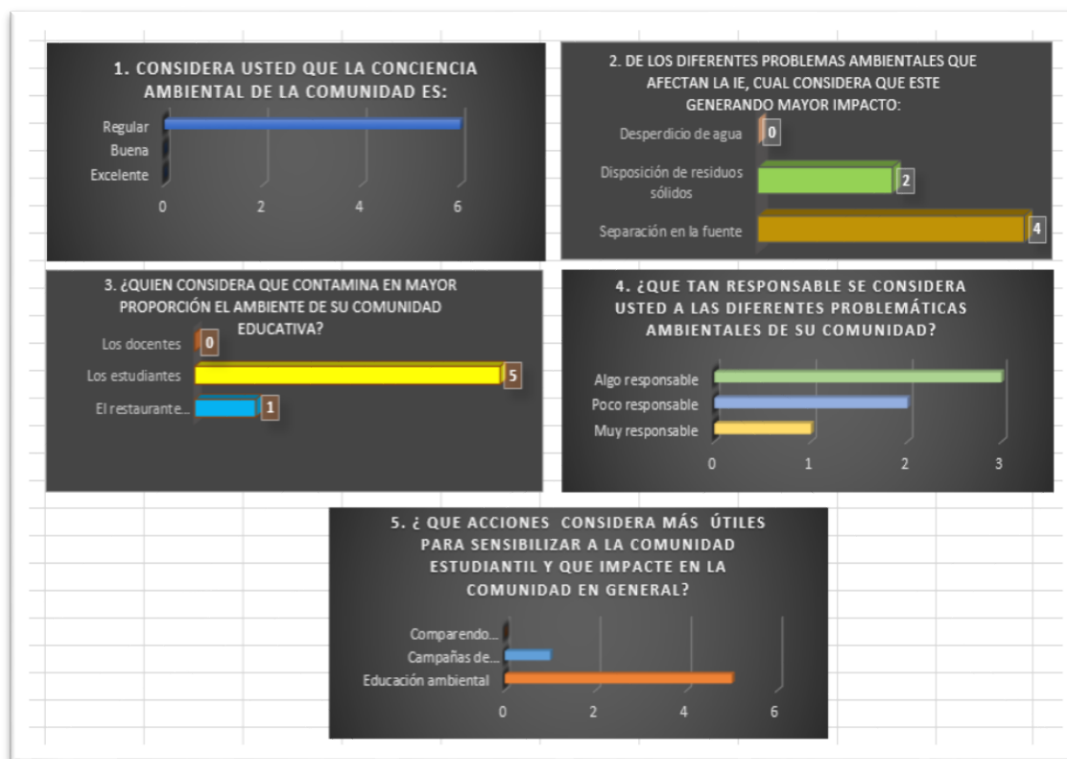 1. CONSIDERA USTED QUE LA CONCIENCIA
AMBIENTAL DE LA COMUNIDAD ES:
Regular
Buena
Excelente
0 2 4 6
2. DE LOS DIFERENTES PROBLEMAS AMBIENTALES QUE
AFECTAN LA IE, CUAL CONSIDERA QUE ESTE
GENERANDO MAYOR IMPACTO:
Desperdicio de agua 0
Disposición de residuos
sólidos
2
Separación en la fuente 4
3. ¿QUIEN CONSIDERA QUE CONTAMINA EN MAYOR
PROPORCIÓN EL AMBIENTE DE SU COMUNIDAD
EDUCATIVA?
Los docentes 0
Los estudiantes 5
El restaurante... 1
4. ¿QUE TAN RESPONSABLE SE CONSIDERA
USTED A LAS DIFERENTES PROBLEMÁTICAS
AMBIENTALES DE SU COMUNIDAD?
Algo responsable
Poco responsable
Muy responsable
0 1 2 3
5. ¿ QUE ACCIONES CONSIDERA MÁS ÚTILES
PARA SENSIBILIZAR A LA COMUNIDAD
ESTUDIANTIL Y QUE IMPACTE EN LA
COMUNIDAD EN GENERAL?
Comparendo...
Campañas de...
Educación ambiental
0 2 4 6